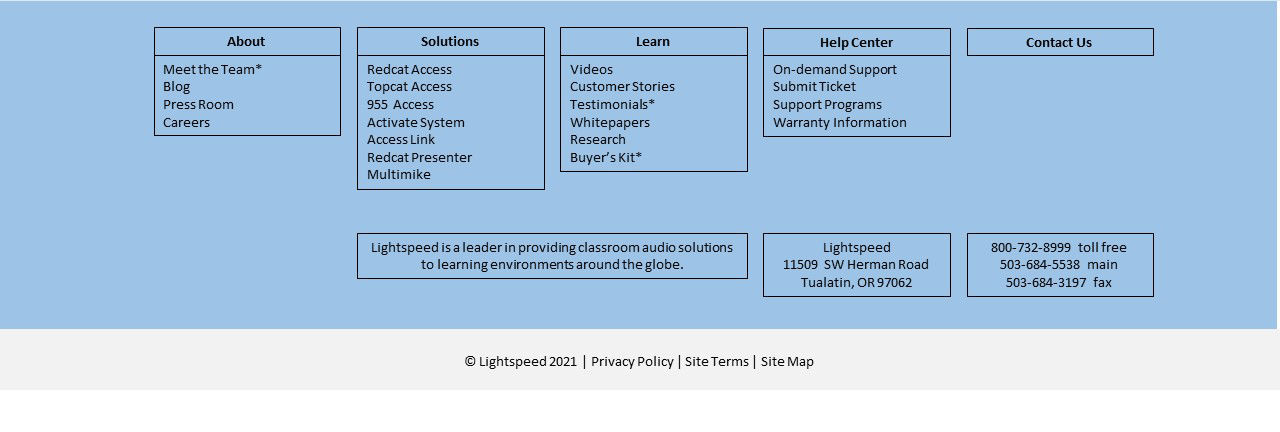 About
Meet the Team*
Blog
Press Room
Careers
Solutions
Redcat Access
Topcat Access
955 Access
Activate System
Access Link
Redcat Presenter
Multimike
Learn
Videos
Customer Stories
Testimonials*
Whitepapers
Research
Buyer’s Kit*
Help Center
On-demand Support
Submit Ticket
Support Programs
Warranty Information
Contact Us
Lightspeed is a leader in providing classroom audio solutions
to learning environments around the globe.
Lightspeed
11509 SW Herman Road
Tualatin, OR 97062
800-732-8999 toll free
503-684-5538 main
503-684-3197 fax
© Lightspeed 2021 | Privacy Policy | Site Terms | Site Map